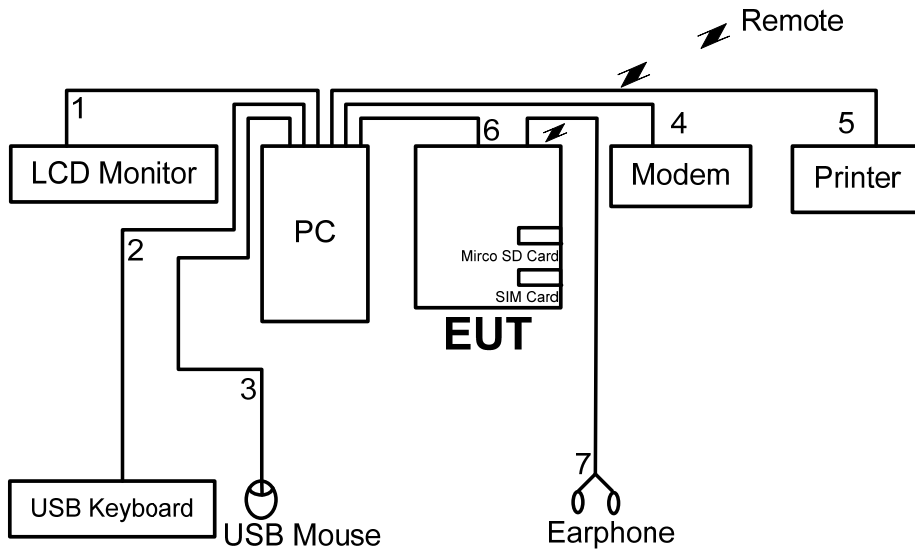 Remote
1
6
4
5
LCD Monitor
PC
Modem
Printer
2
Mirco SD Card
SIM Card
EUT
3
7
USB Keyboard
USB Mouse
Earphone